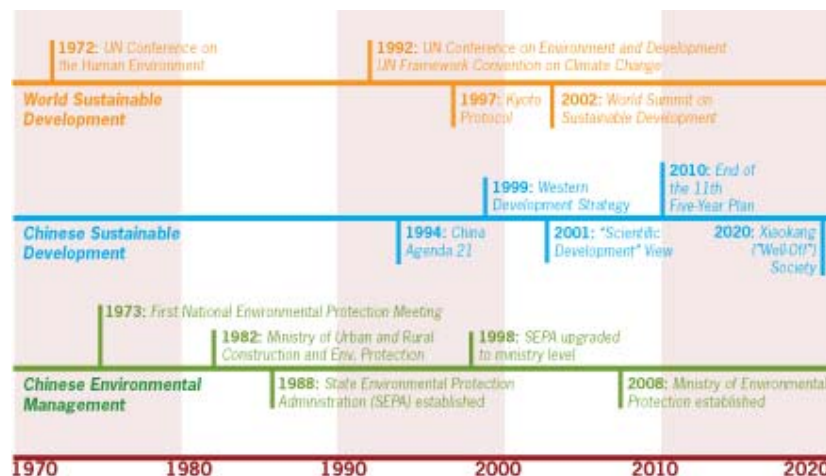 1972: UN Conference on
the Human Environment
1992: UN Conference on Environment and Development
UN Framework Convention on Climate Change
World Sustainable
Development
1997: Kyoto
Protocol
2002: World Summit on
Sustainable Development
1999: Western
Development Strategy
2010: End of
the 11th
Five-Year Plan
Chinese Sustainable
Development
1994: China
Agenda 21
2001: "Scientific
Development" View
2020: Xiaokang
("Well-Off")
Society
1973: First National Environmental Protection Meeting
1982: Ministry of Urban and Rural
Construction and Env. Protection
1998: SEPA upgraded
to ministry level
Chinese Environmental
Management
1988: State Environmental Protection
Administration (SEPA) established
2008: Ministry of Environmental
Protection established
1970 1980 1990 2000 2010 2020